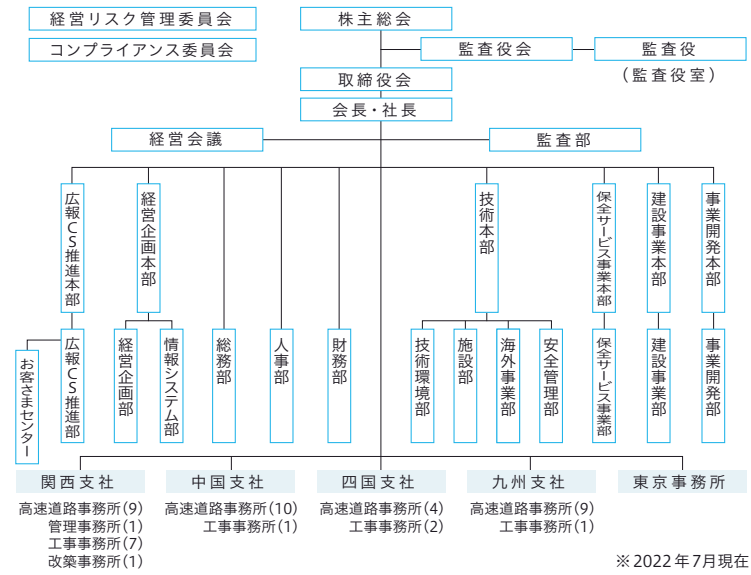 経営リスク管理委員会
コンプライアンス委員会
株主総会
監査役会
監査役
(監査役室)
取締役会
会長・社長
経営会議
監査部
広報CS推進本部
経営企画本部
技術本部
保全サービス事業本部
建設事業本部
事業開発本部
お客さまセンター
広報CS推進部
経営企画部
情報システム部
総務部
人事部
財務部
技術環境部
施設部
海外事業部
安全管理部
保全サービス事業部
建設事業部
事業開発部
関西支社
高速道路事務所(9)
管理事務所(1)
工事事務所(7)
改築事務所(1)
中国支社
高速道路事務所(10)
工事事務所(1)
四国支社
高速道路事務所(4)
工事事務所(2)
九州支社
高速道路事務所(9)
工事事務所(1)
東京事務所
※2022年7月現在